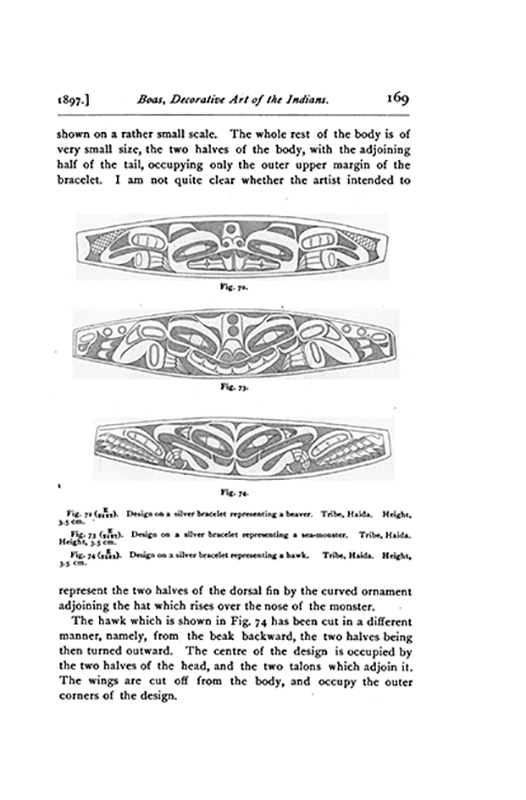 1897.] Boas, Decorative Art of the Indians. 169
shown on a rather small scale. The whole rest of the body is of
very small size, the two halves of the body, with the adjoining
half of the tail, occupying only the outer upper margin of the
bracelet. I am not quite clear whether the artist intended to
Fig. 72.
Fig. 73.
Fig. 74.
Fig. 72 Design on a silver bracelet representing a beaver. Tribe, Haida. Height,
3.5 cm.
Fig. 73 Design on a silver bracelet representing a sea-monster. Tribe, Haida.
Height, 3.5 cm.
Fig. 74 Design on a silver bracelet representing a hawk. Tribe, Haida. Height,
3.5 cm.
represent the two halves of the dorsal fin by the curved ornament
adjoining the hat which rises over the nose of the monster.
The hawk which is shown in Fig. 74 has been cut in a different
manner, namely, from the beak backward, the two halves being
then turned outward. The centre of the design is occupied by
the two halves of the head, and the two talons which adjoin it.
The wings are cut off from the body, and occupy the outer
corners of the design.